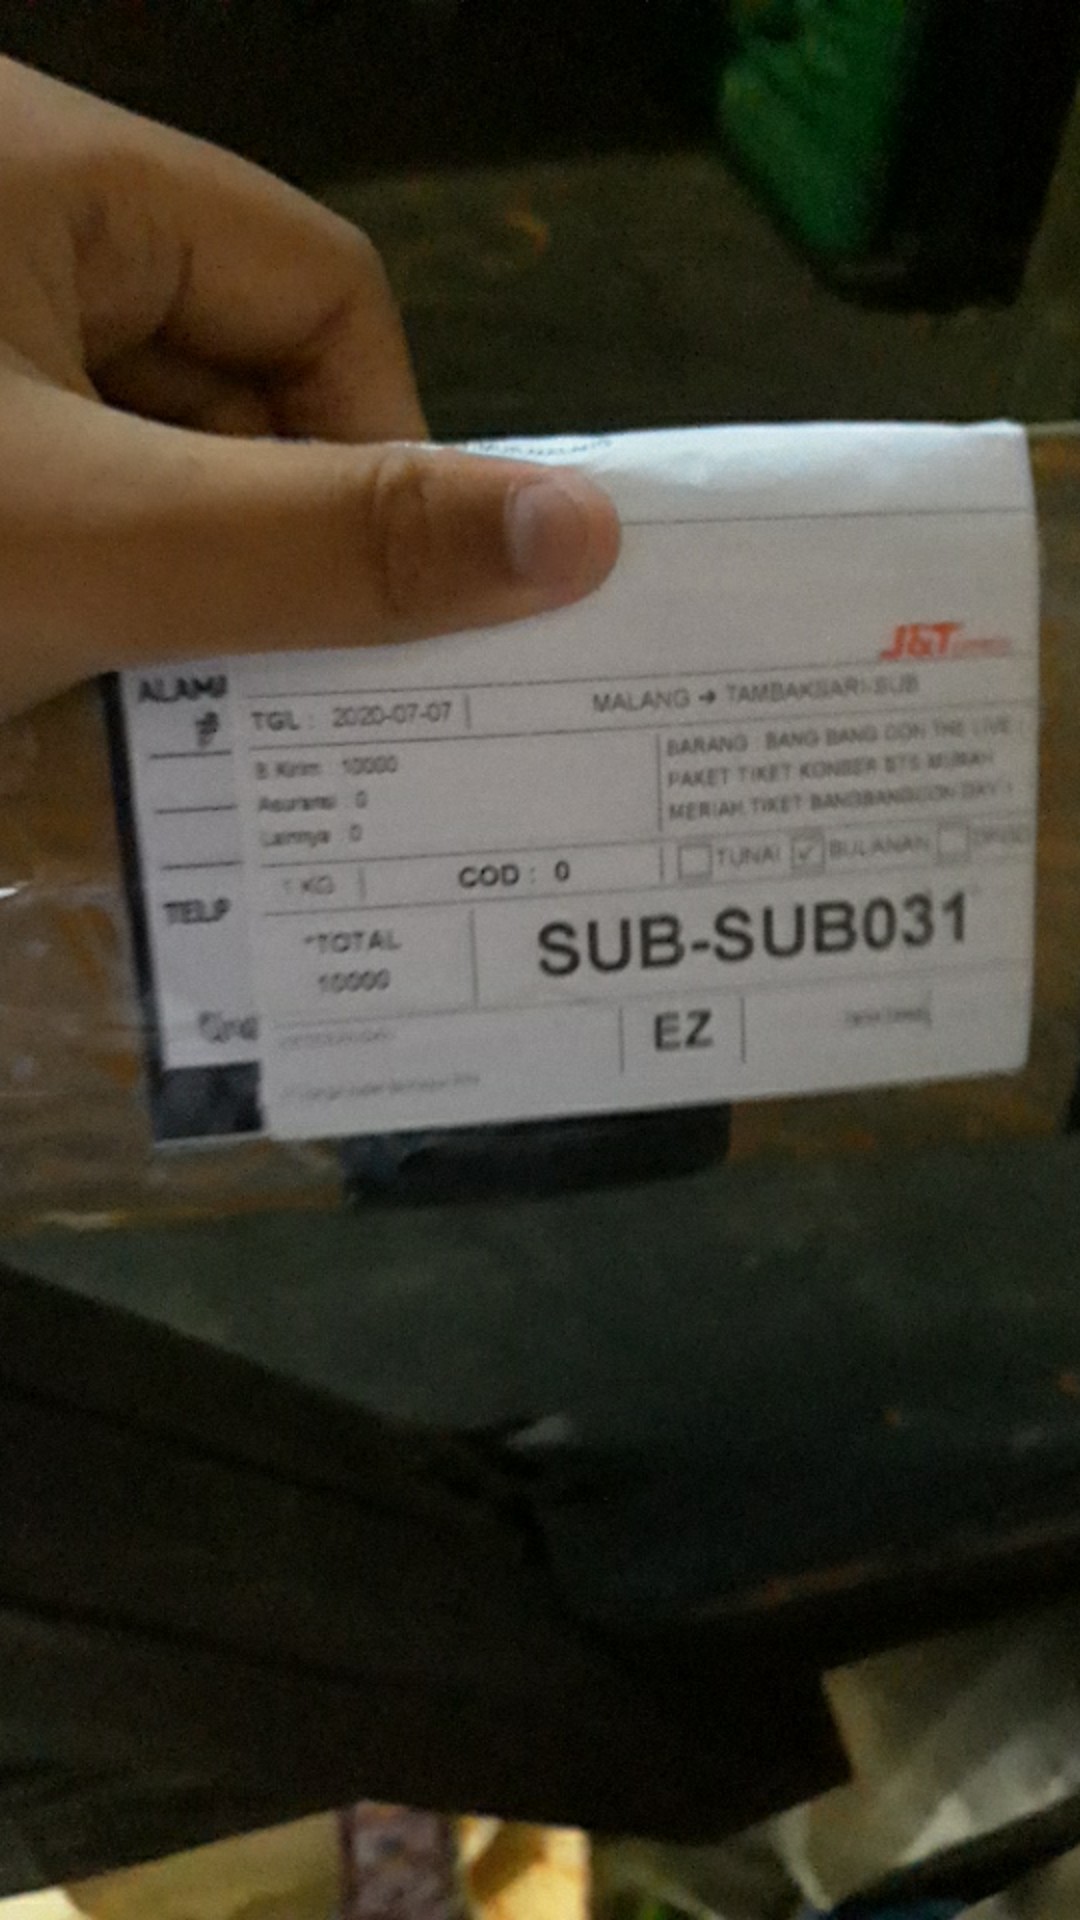 J&T
ALAMA
TGL : 2020-07-07
MALANG → TAMBAKSARI-SUB
B. Kirim : 10000
Asuransi : 0
Lainnya : 0
BARANG : BANG BANG CON THE LIVE
PAKET TIKET KONSER BTS MURAH
MERIAH TIKET BANGBANGCON DAY
1 KG
COD : 0
TUNAI
BULANAN
TELP
*TOTAL
10000
SUB-SUB031
EZ